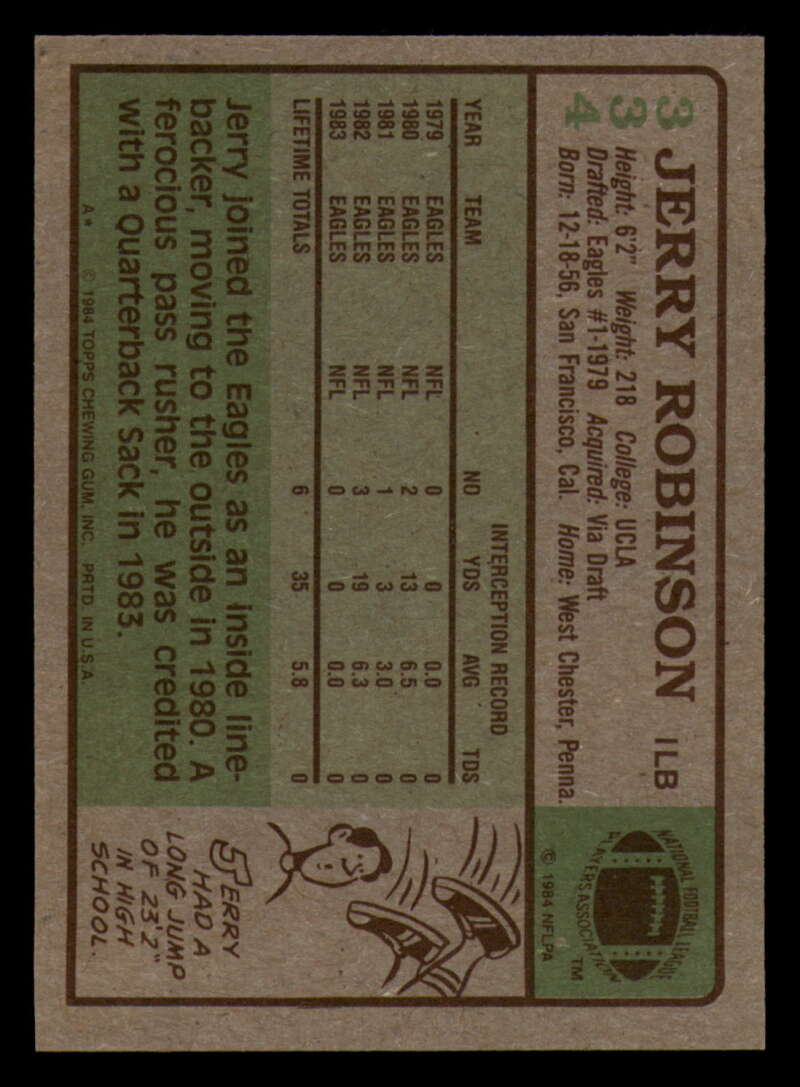 334
JERRY ROBINSON ILB
Height: 6'2" Weight: 218 College: UCLA
Drafted: Eagles #1-1979 Acquired: Via Draft
Born: 12-18-56, San Francisco, Cal. Home: West Chester, Penna.
NATIONAL FOOTBALL LEAGUE
PLAYERS ASSOCIATION
TM
© 1984 NFLPA
INTERCEPTION RECORD
YEAR TEAM NO YDS AVG TDS
1979 EAGLES NFL 0 0 0.0 0
1980 EAGLES NFL 2 13 6.5 0
1981 EAGLES NFL 1 3 3.0 0
1982 EAGLES NFL 3 19 6.3 0
1983 EAGLES NFL 0 0 0.0 0
LIFETIME TOTALS 6 35 5.8 0
Jerry joined the Eagles as an inside line-
backer, moving to the outside in 1980. A
ferocious pass rusher, he was credited
with a Quarterback Sack in 1983.
A* © 1984 TOPPS CHEWING GUM, INC. PRTD. IN U.S.A.
JERRY
HAD A
LONG JUMP
OF 23'2"
IN HIGH
SCHOOL.